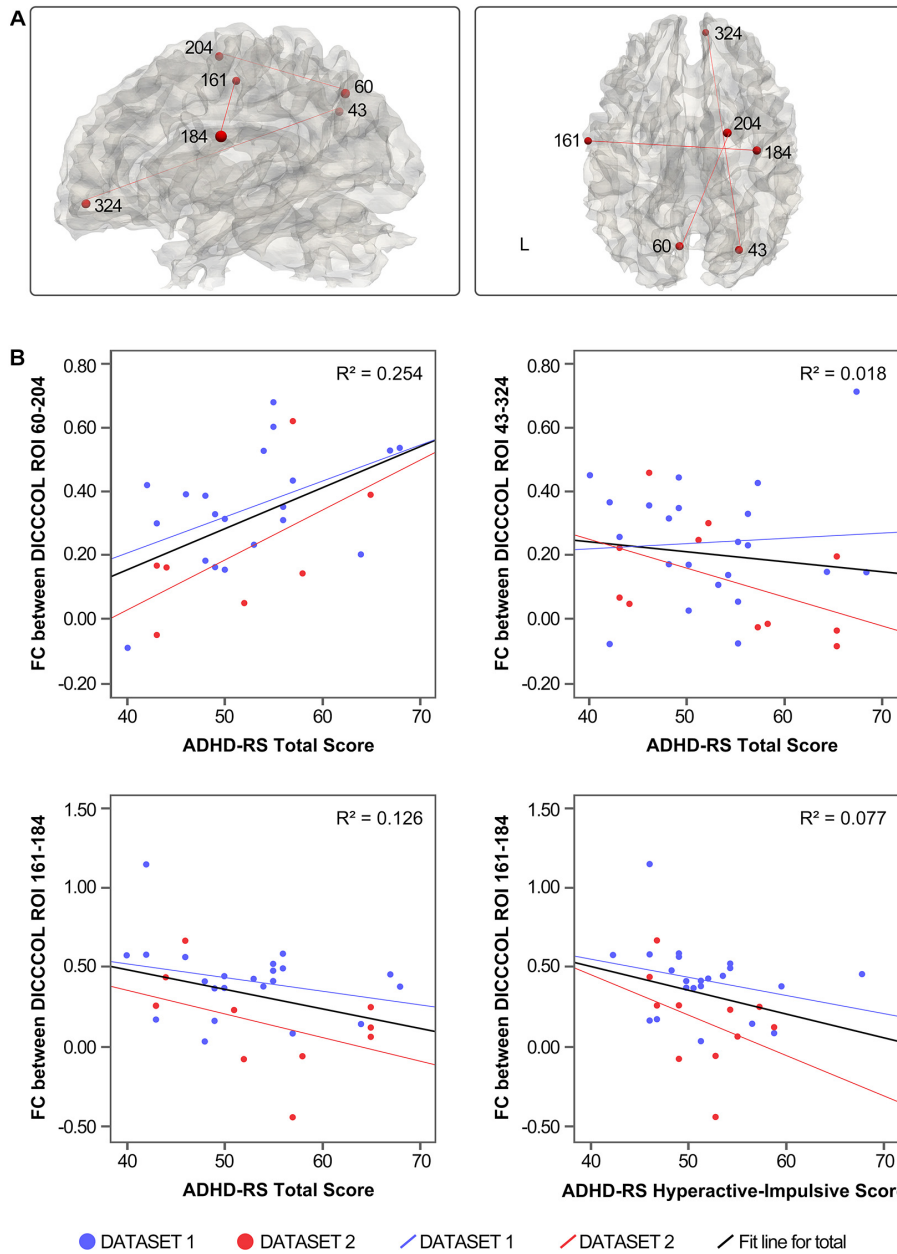 A
204
161
60
43
184
324
324
204
161
184
L
60
43
B
FC between DICCCOL ROI 60-204
0.80
0.60
0.40
0.20
0.00
-0.20
R² = 0.254
40 50 60 70
ADHD-RS Total Score
FC between DICCCOL ROI 43-324
0.80
0.60
0.40
0.20
0.00
-0.20
R² = 0.018
40 50 60 70
ADHD-RS Total Score
FC between DICCCOL ROI 161-184
1.50
1.00
0.50
0.00
-0.50
R² = 0.126
40 50 60 70
ADHD-RS Total Score
FC between DICCCOL ROI 161-184
1.50
1.00
0.50
0.00
-0.50
R² = 0.077
40 50 60 70
ADHD-RS Hyperactive-Impulsive Score
DATASET 1 DATASET 2 DATASET 1 DATASET 2 Fit line for total